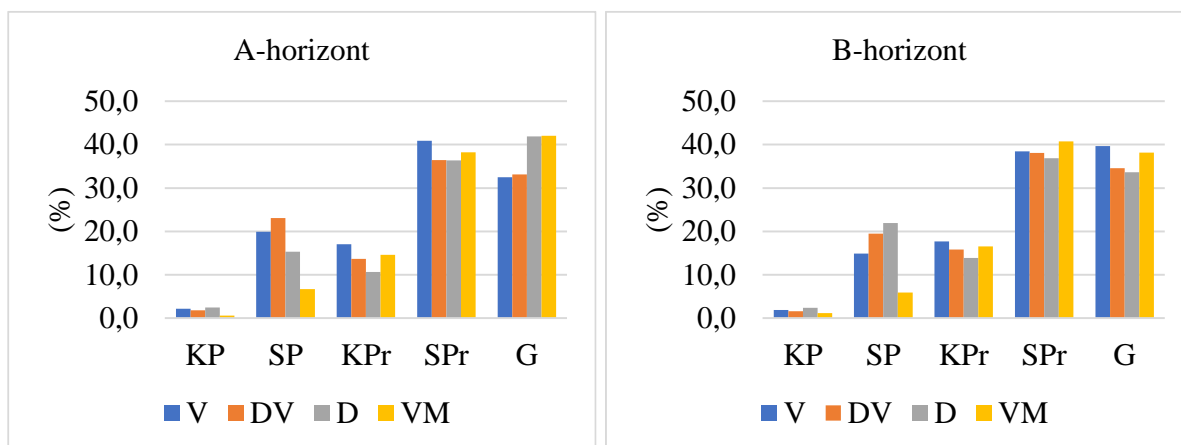 A-horizont
50,0
40,0
30,0
20,0
10,0
0,0
(%)
KP SP KPr SPr G
V DV D VM
B-horizont
50,0
40,0
30,0
20,0
10,0
0,0
(%)
KP SP KPr SPr G
V DV D VM